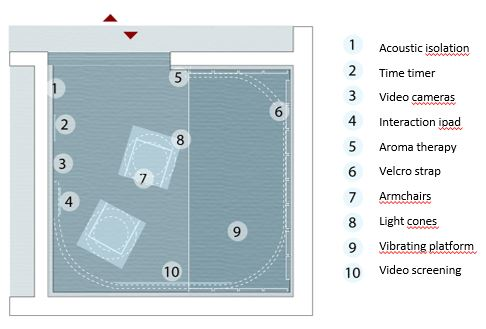 1 Acoustic isolation
2 Time timer
3 Video cameras
4 Interaction ipad
5 Aroma therapy
6 Velcro strap
7 Armchairs
8 Light cones
9 Vibrating platform
10 Video screening
1
2
3
4
5
6
7
8
9
10